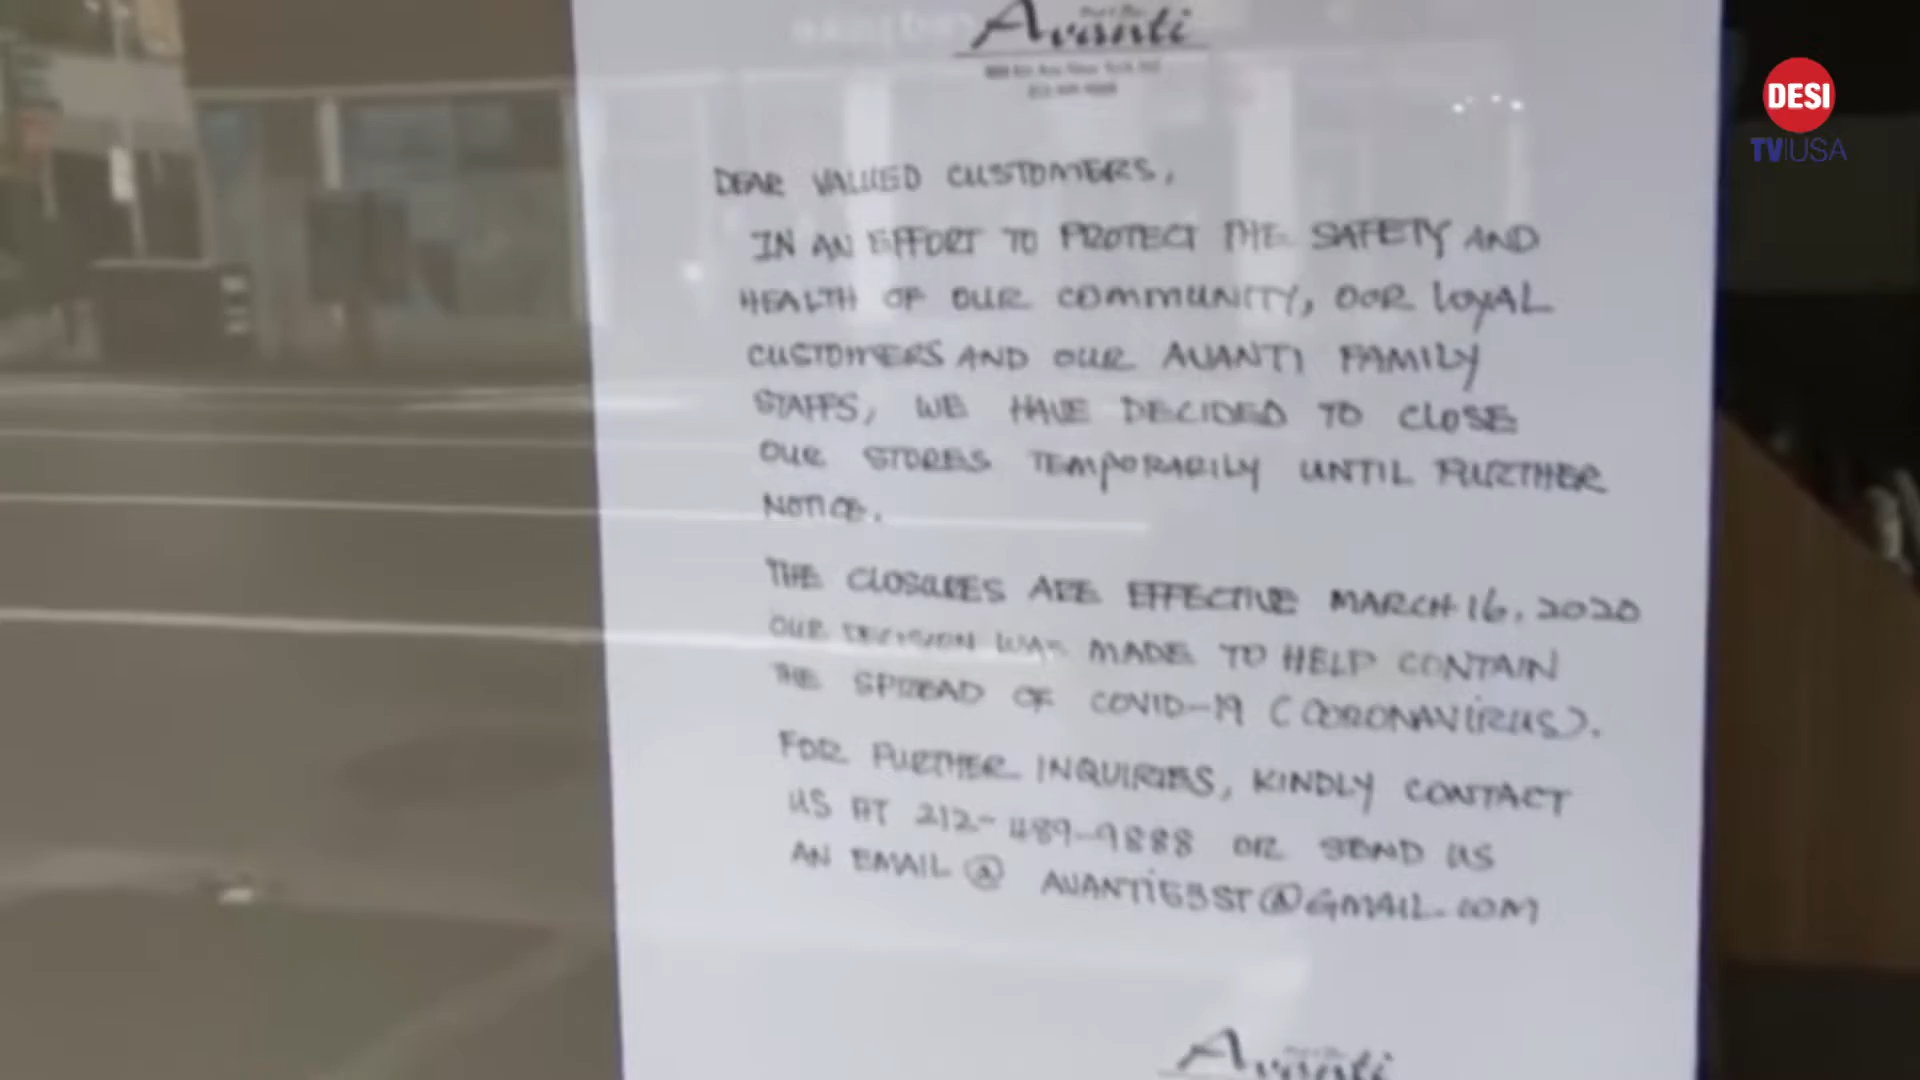 Avanti
DESI
TV USA
DEAR VALUED CUSTOMERS,
IN AN EFFORT TO PROTECT THE SAFETY AND
HEALTH OF OUR COMMUNITY, OUR LOYAL
CUSTOMERS AND OUR AVANTI FAMILY
STAFFS, WE HAVE DECIDED TO CLOSE
OUR STORES TEMPORARILY UNTIL FURTHER
NOTICE.
THE CLOSURES ARE EFFECTIVE MARCH 16, 2020
OUR DECISION WAS MADE TO HELP CONTAIN
THE SPREAD OF COVID-19 (CORONAVIRUS).
FOR FURTHER INQUIRIES, KINDLY CONTACT
US AT 212-489-9888 OR SEND US
AN EMAIL @ AVANTI63ST@GMAIL.COM
Avanti